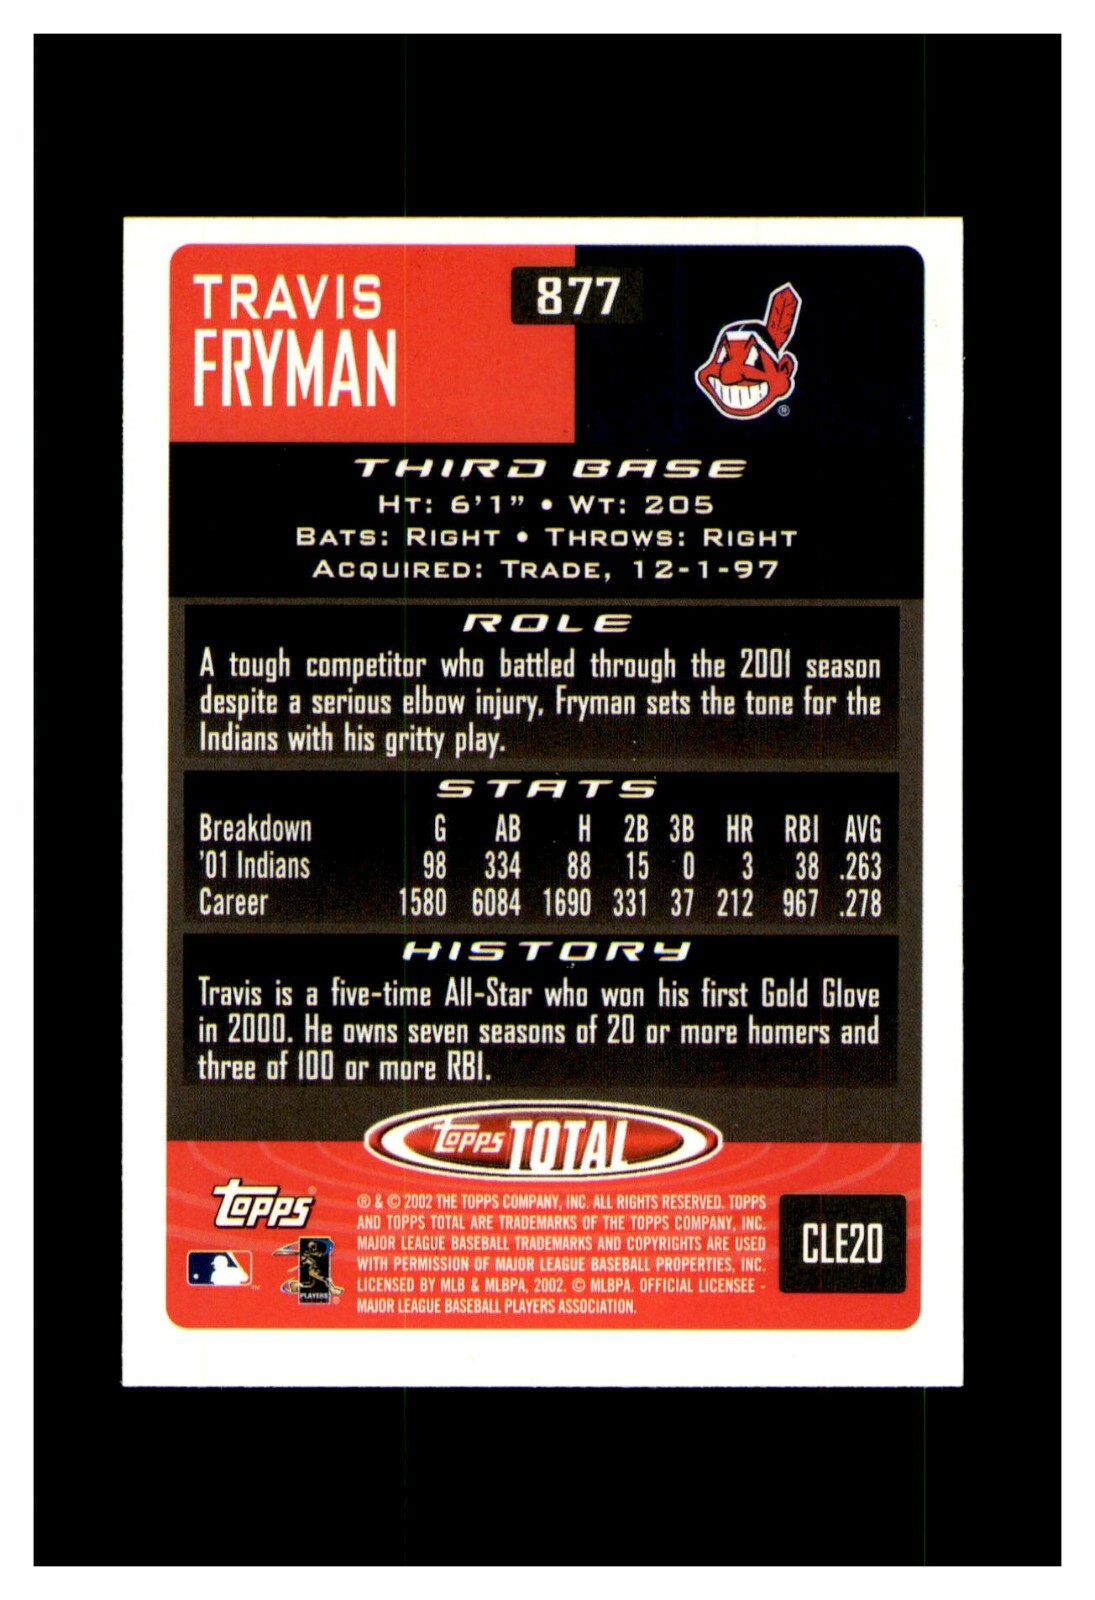 TRAVIS
FRYMAN
877
®
THIRD BASE
HT: 6'1" • WT: 205
BATS: RIGHT • THROWS: RIGHT
ACQUIRED: TRADE, 12-1-97
ROLE
A tough competitor who battled through the 2001 season
despite a serious elbow injury, Fryman sets the tone for the
Indians with his gritty play.
STATS
Breakdown G AB H 2B 3B HR RBI AVG
'01 Indians 98 334 88 15 0 3 38 .263
Career 1580 6084 1690 331 37 212 967 .278
HISTORY
Travis is a five-time All-Star who won his first Gold Glove
in 2000. He owns seven seasons of 20 or more homers and
three of 100 or more RBI.
Topps TOTAL
Topps®
® & © 2002 THE TOPPS COMPANY, INC. ALL RIGHTS RESERVED. TOPPS
AND TOPPS TOTAL ARE TRADEMARKS OF THE TOPPS COMPANY, INC.
MAJOR LEAGUE BASEBALL TRADEMARKS AND COPYRIGHTS ARE USED
WITH PERMISSION OF MAJOR LEAGUE BASEBALL PROPERTIES, INC.
LICENSED BY MLB & MLBPA, 2002. © MLBPA. OFFICIAL LICENSEE -
MAJOR LEAGUE BASEBALL PLAYERS ASSOCIATION.
TM
PLAYERS®
CLE20